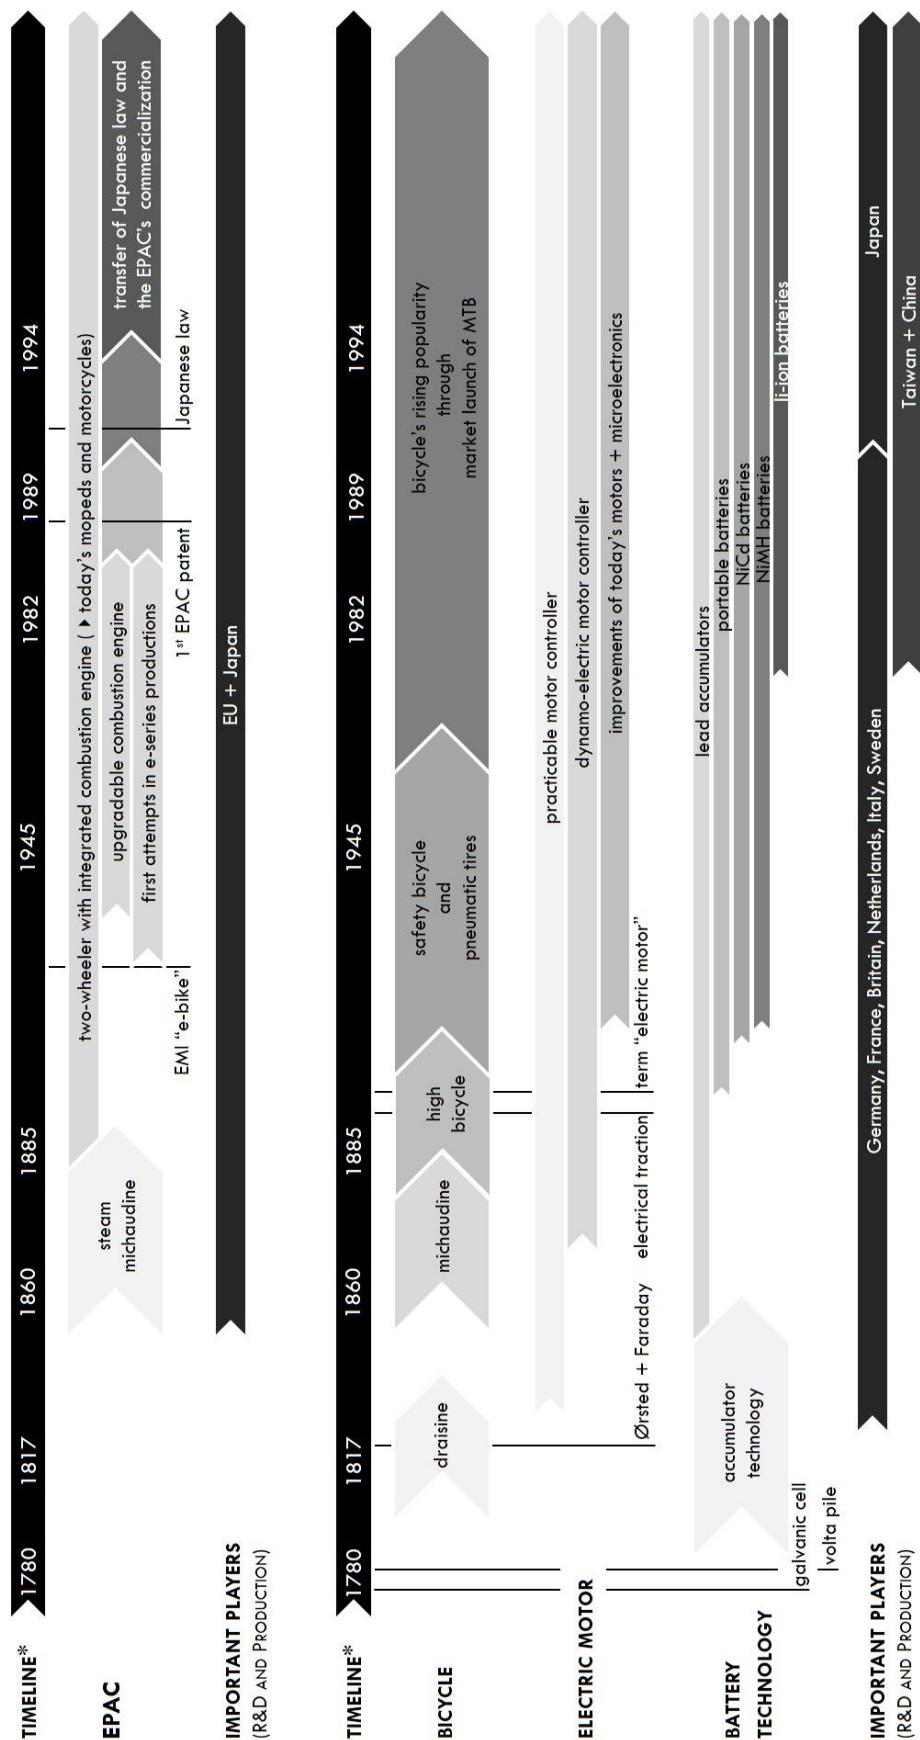 TIMELINE*
1780 1817 1860 1885 1945 1982 1989 1994
EPAC
steam
michaudine
two-wheeler with integrated combustion engine ( ▸ today's mopeds and motorcycles)
upgradable combustion engine
first attempts in e-series productions
transfer of Japanese law and
the EPAC's commercialization
EMI "e-bike"
1st EPAC patent
Japanese law
IMPORTANT PLAYERS
(R&D AND PRODUCTION)
EU + Japan
TIMELINE*
1780 1817 1860 1885 1945 1982 1989 1994
BICYCLE
draisine
michaudine
high
bicycle
safety bicycle
and
pneumatic tires
bicycle's rising popularity
through
market launch of MTB
ELECTRIC MOTOR
practicable motor controller
dynamo-electric motor controller
improvements of today's motors + microelectronics
Ørsted + Faraday
electrical traction
term "electric motor"
BATTERY
TECHNOLOGY
accumulator
technology
lead accumulators
portable batteries
NiCd batteries
NiMH batteries
li-ion batteries
galvanic cell
volta pile
IMPORTANT PLAYERS
(R&D AND PRODUCTION)
Germany, France, Britain, Netherlands, Italy, Sweden
Japan
Taiwan + China